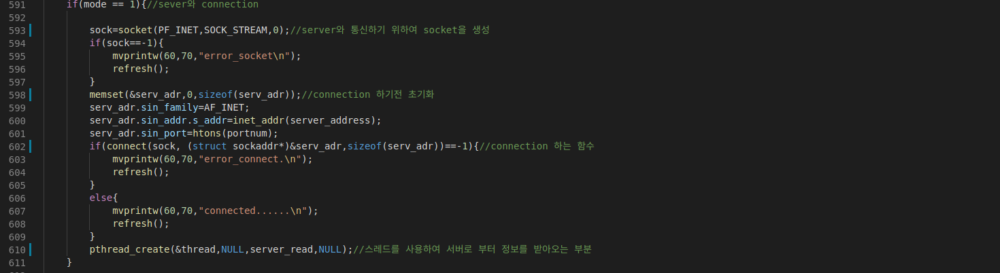 591 if(mode == 1){//sever와 connection
592
593 sock=socket(PF_INET,SOCK_STREAM,0);//server와 통신하기 위하여 socket을 생성
594 if(sock==-1){
595 mvprintw(60,70,"error_socket\n");
596 refresh();
597 }
598 memset(&serv_adr,0,sizeof(serv_adr));//connection 하기전 초기화
599 serv_adr.sin_family=AF_INET;
600 serv_adr.sin_addr.s_addr=inet_addr(server_address);
601 serv_adr.sin_port=htons(portnum);
602 if(connect(sock, (struct sockaddr*)&serv_adr,sizeof(serv_adr))==-1){//connection 하는 함수
603 mvprintw(60,70,"error_connect.\n");
604 refresh();
605 }
606 else{
607 mvprintw(60,70,"connected......\n");
608 refresh();
609 }
610 pthread_create(&thread,NULL,server_read,NULL);//스레드를 사용하여 서버로 부터 정보를 받아오는 부분
611 }